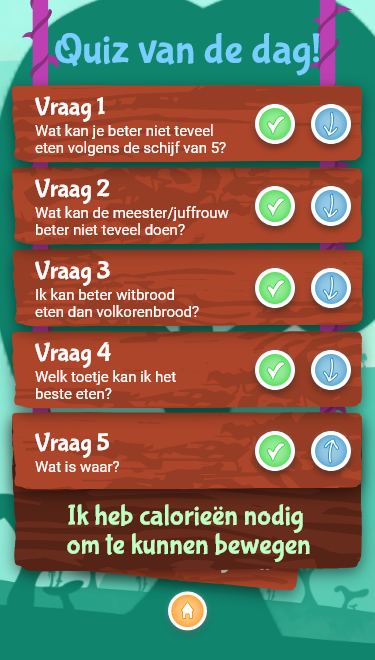 Quiz van de dag!
Vraag 1
Wat kan je beter niet teveel
eten volgens de schijf van 5?
Vraag 2
Wat kan de meester/juffrouw
beter niet teveel doen?
Vraag 3
Ik kan beter witbrood
eten dan volkorenbrood?
Vraag 4
Welk toetje kan ik het
beste eten?
Vraag 5
Wat is waar?
Ik heb calorieën nodig
om te kunnen bewegen